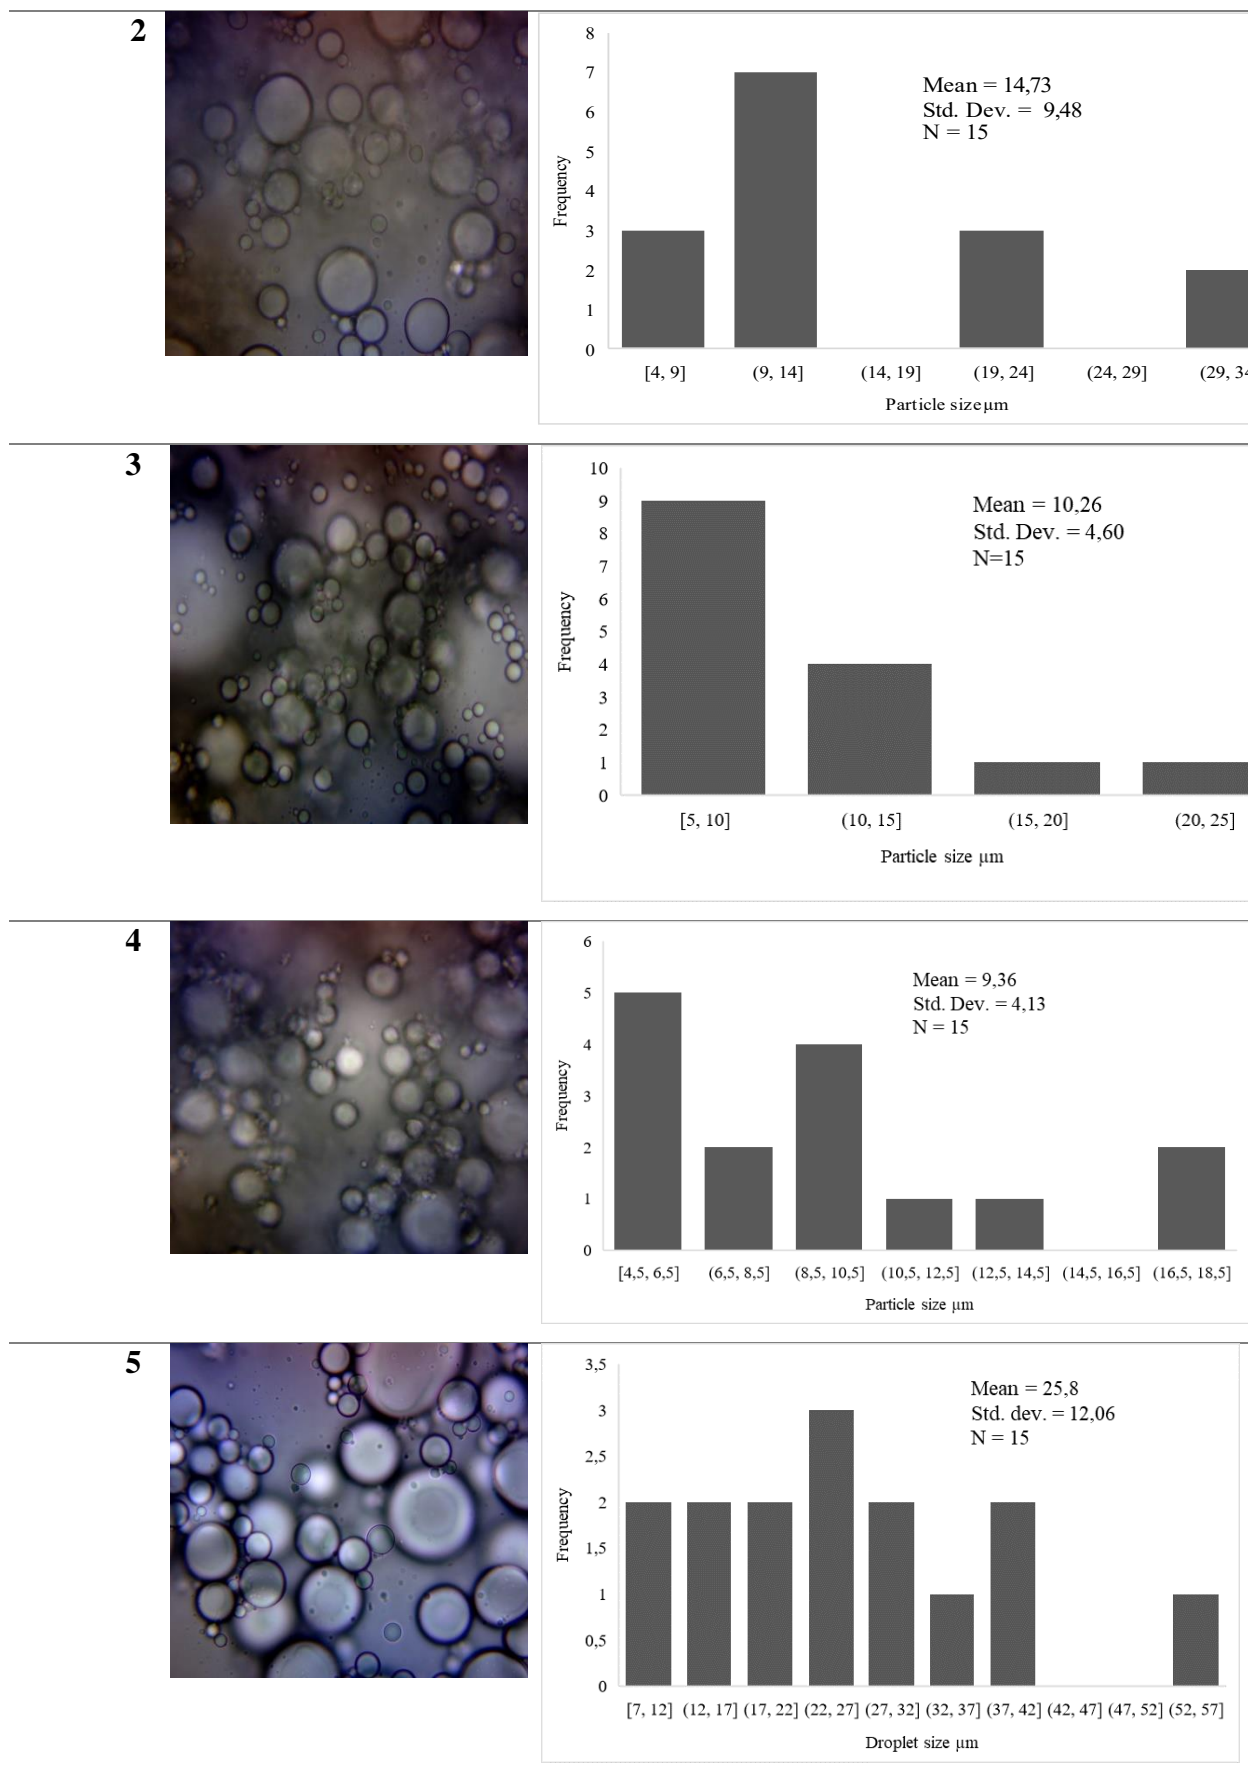 2
8
7
6
5
4
3
2
1
0
Frequency
Mean = 14,73
Std. Dev. = 9,48
N = 15
[4, 9] (9, 14] (14, 19] (19, 24] (24, 29] (29, 34
Particle size μm
3
10
9
8
7
6
5
4
3
2
1
0
Frequency
Mean = 10,26
Std. Dev. = 4,60
N=15
[5, 10] (10, 15] (15, 20] (20, 25]
Particle size μm
4
6
5
4
3
2
1
0
Frequency
Mean = 9,36
Std. Dev. = 4,13
N = 15
[4,5, 6,5] (6,5, 8,5] (8,5, 10,5] (10,5, 12,5] (12,5, 14,5] (14,5, 16,5] (16,5, 18,5]
Particle size μm
5
3,5
3
2,5
2
1,5
1
0,5
0
Frequency
Mean = 25,8
Std. dev. = 12,06
N = 15
[7, 12] (12, 17] (17, 22] (22, 27] (27, 32] (32, 37] (37, 42] (42, 47] (47, 52] (52, 57]
Droplet size μm